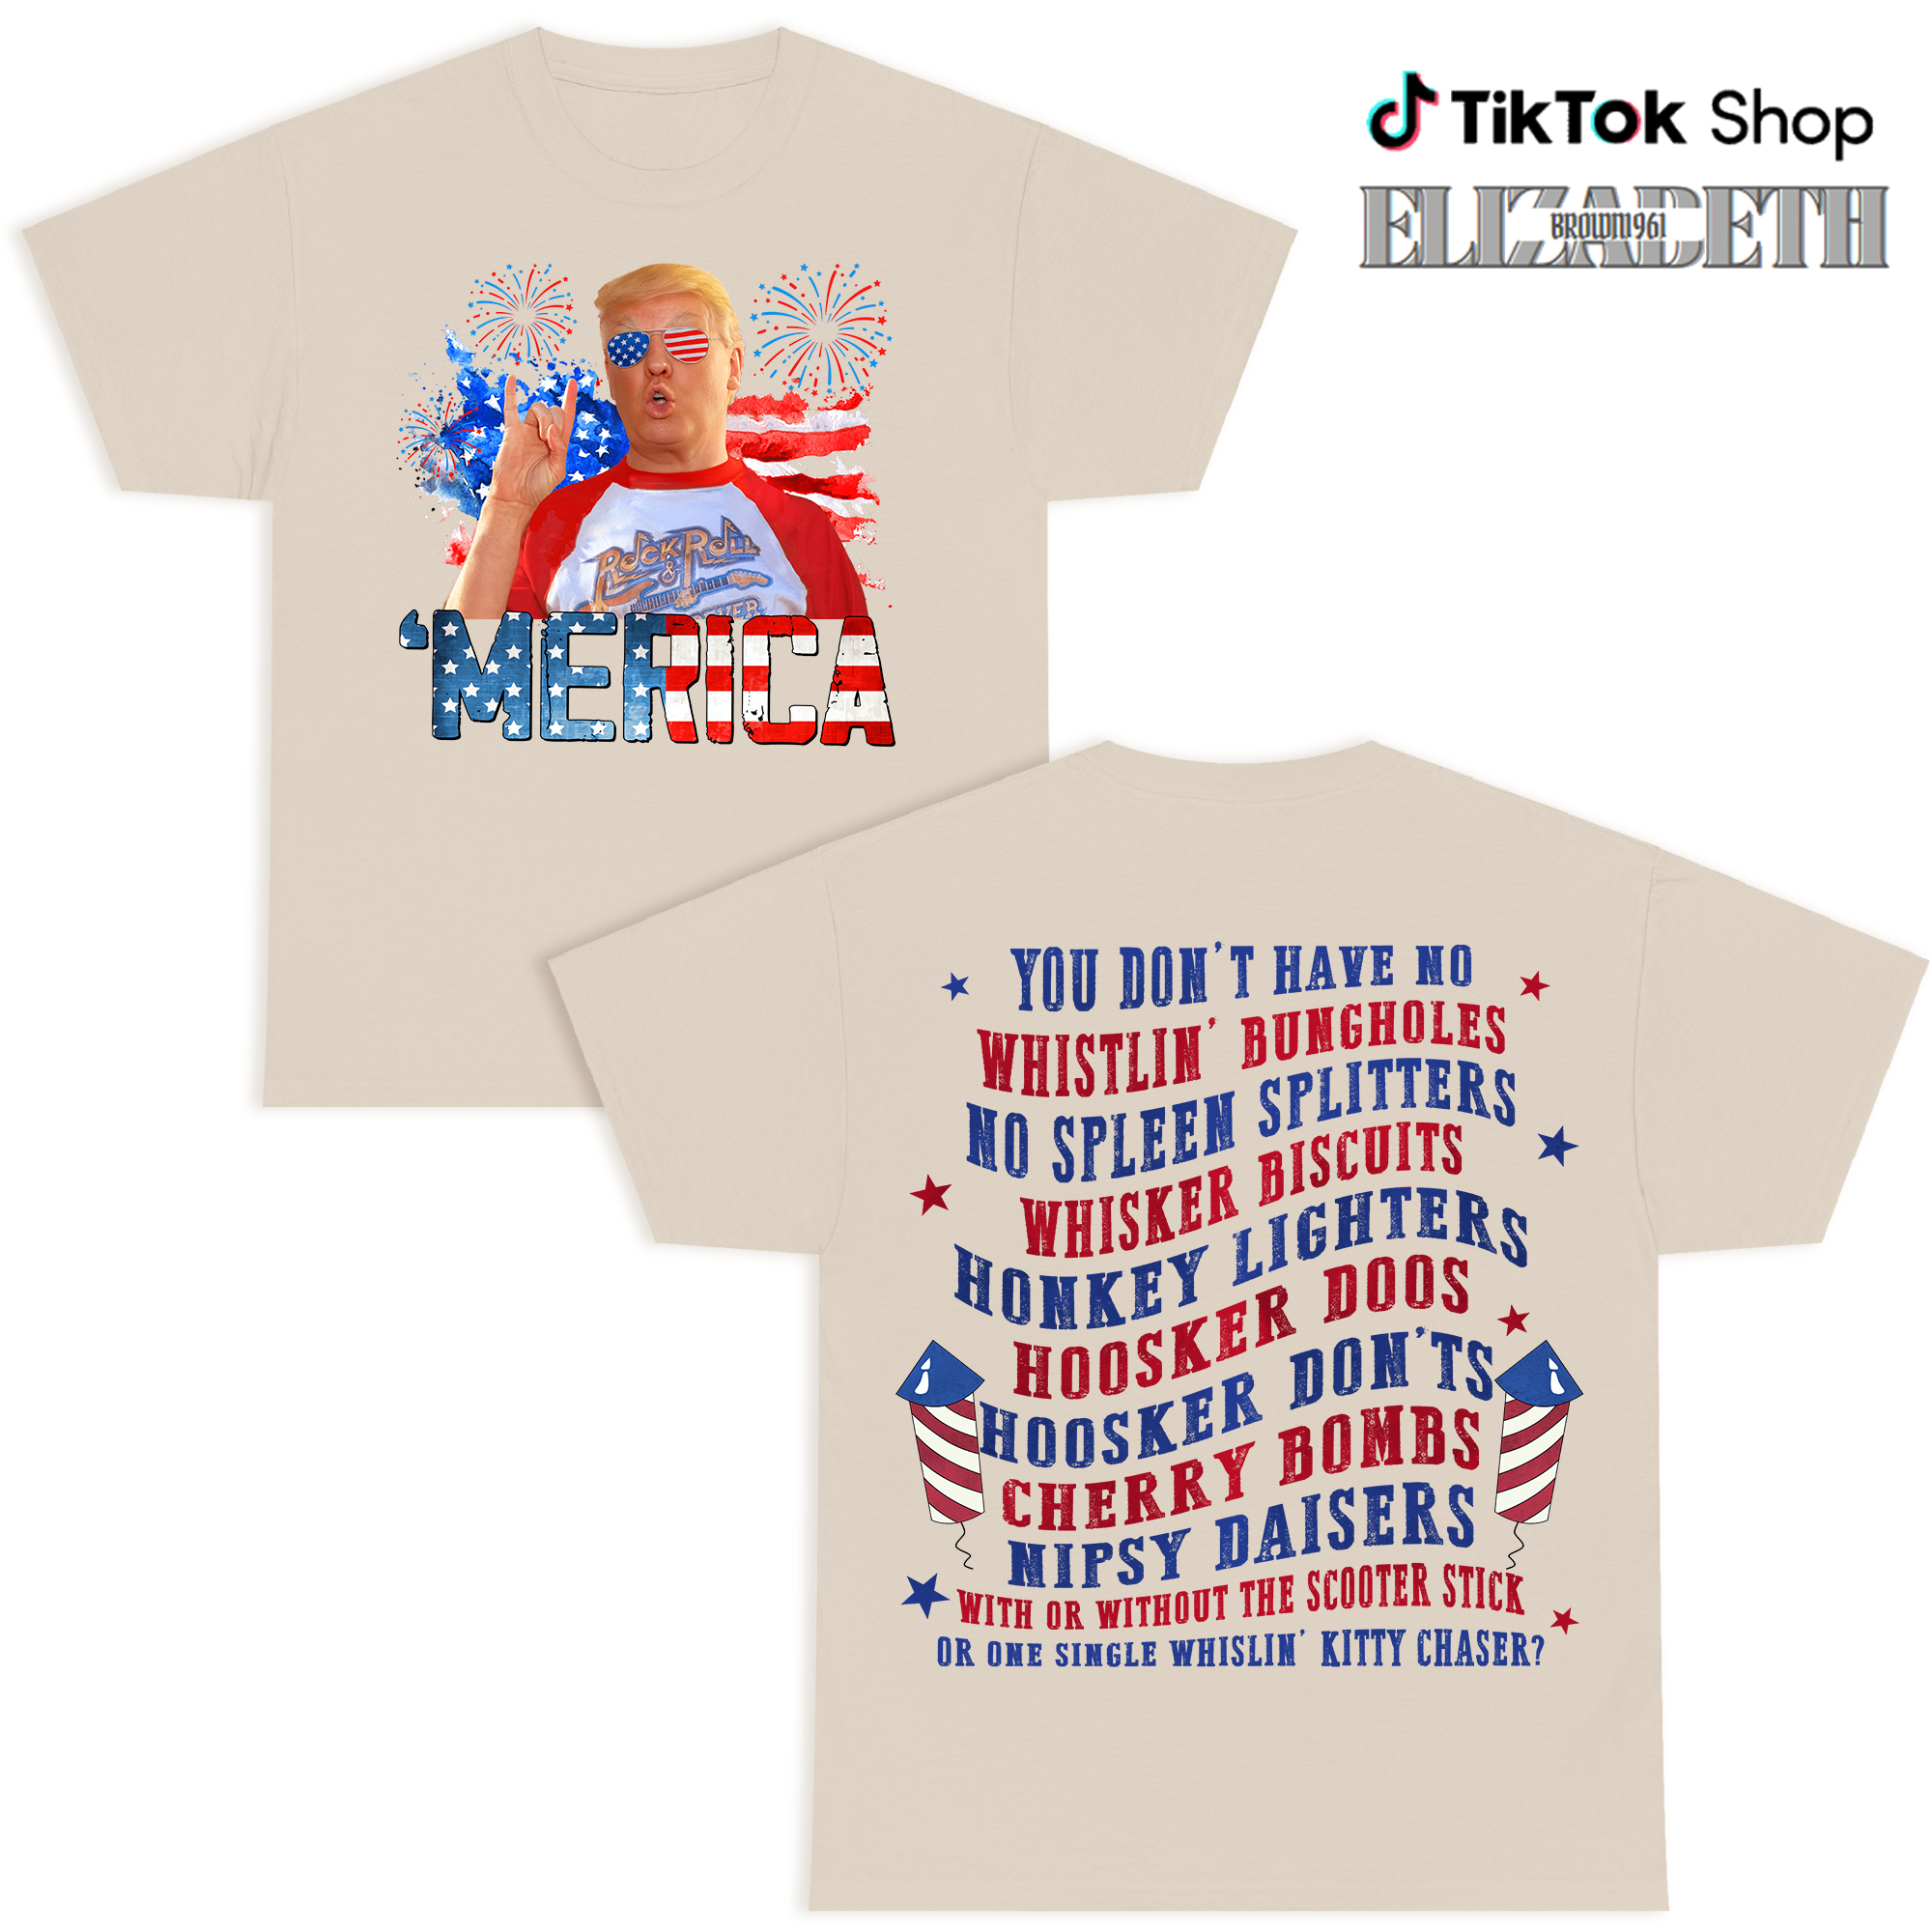 TikTok Shop
ELIZABETH
BROWN1961
ROCK & ROLL
'MERICA
YOU DON'T HAVE NO
WHISTLIN' BUNGHOLES
NO SPLEEN SPLITTERS
WHISKER BISCUITS
HONKEY LIGHTERS
HOOSKER DOOS
HOOSKER DON'TS
CHERRY BOMBS
NIPSY DAISERS
WITH OR WITHOUT THE SCOOTER STICK
OR ONE SINGLE WHISLIN' KITTY CHASER?